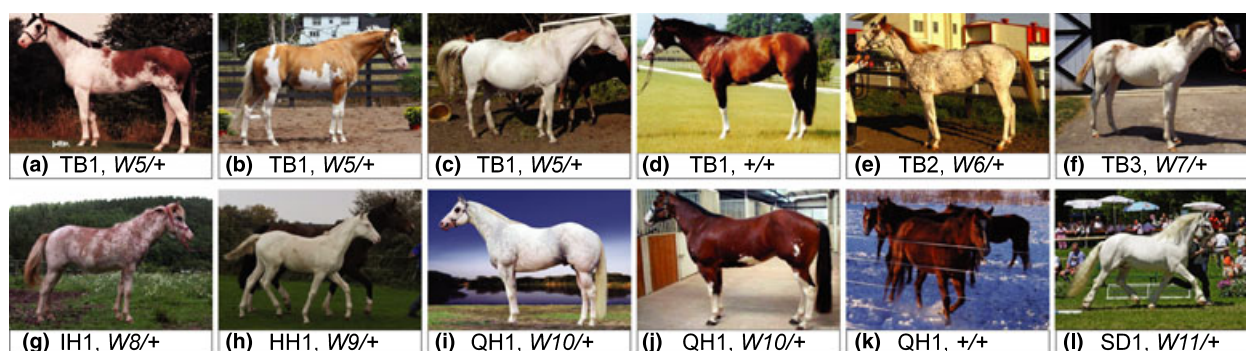 (a) TB1, W5/+
(b) TB1, W5/+
(c) TB1, W5/+
(d) TB1, +/+
(e) TB2, W6/+
(f) TB3, W7/+
(g) IH1, W8/+
(h) HH1, W9/+
(i) QH1, W10/+
(j) QH1, W10/+
(k) QH1, +/+
(l) SD1, W11/+